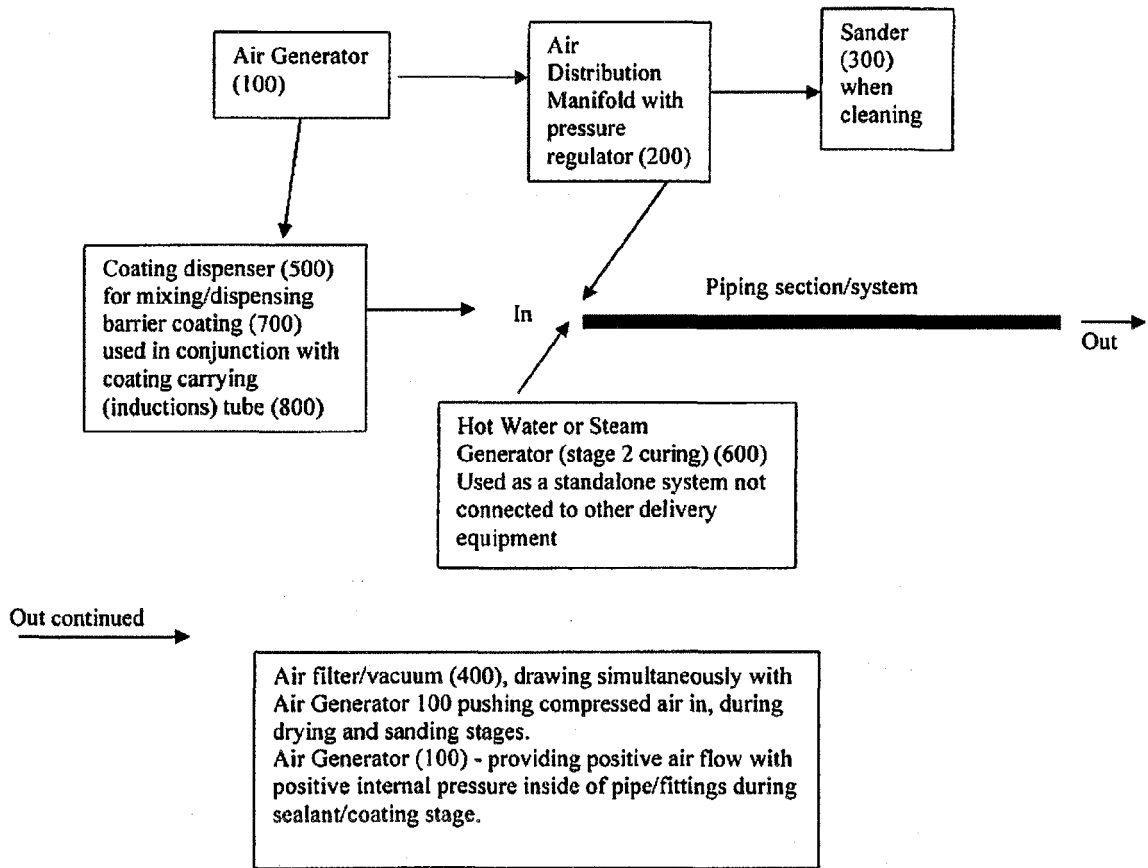 Air Generator
(100)
Air
Distribution
Manifold with
pressure
regulator (200)
Sander
(300)
when
cleaning
Coating dispenser (500)
for mixing/dispensing
barrier coating (700)
used in conjunction with
coating carrying
(inductions) tube (800)
In
Piping section/system
Out
Hot Water or Steam
Generator (stage 2 curing) (600)
Used as a standalone system not
connected to other delivery
equipment
Out continued
Air filter/vacuum (400), drawing simultaneously with
Air Generator 100 pushing compressed air in, during
drying and sanding stages.
Air Generator (100) - providing positive air flow with
positive internal pressure inside of pipe/fittings during
sealant/coating stage.